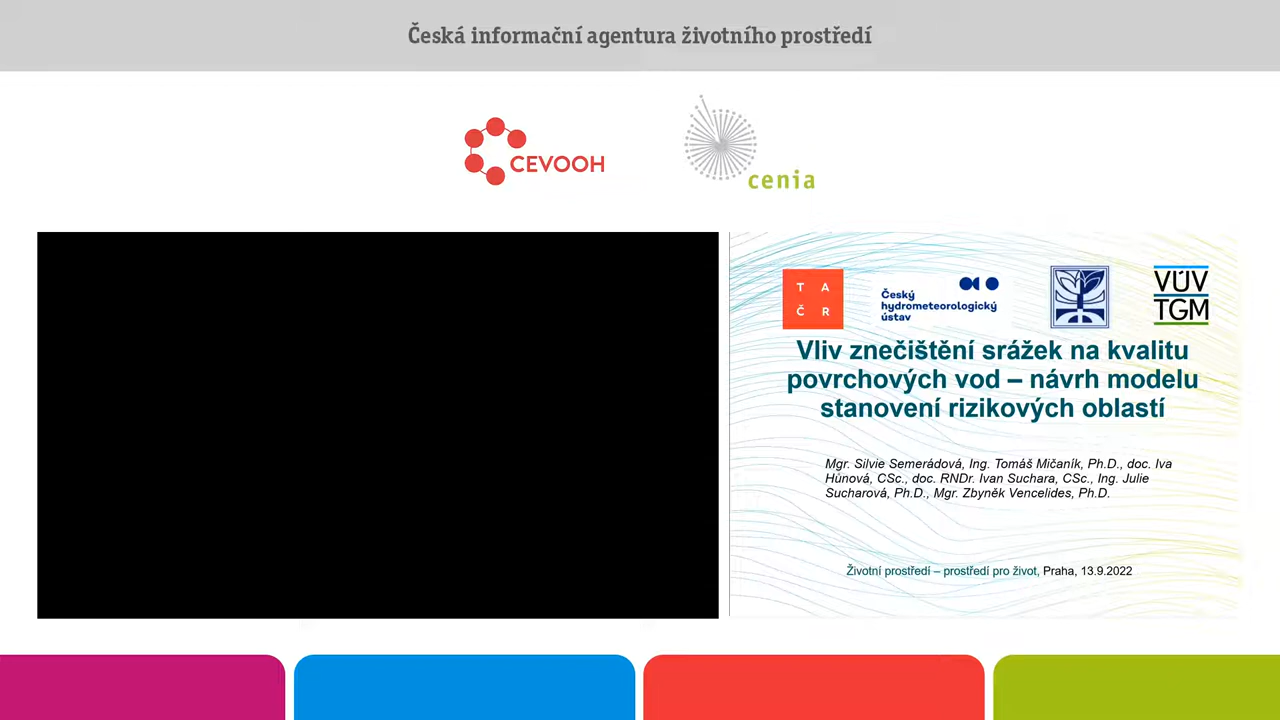 Česká informační agentura životního prostředí
CEVOOH
cenia
T A
Č R
Český
hydrometeorologický
ústav
VÚV
TGM
Vliv znečištění srážek na kvalitu
povrchových vod – návrh modelu
stanovení rizikových oblastí
Mgr. Silvie Semerádová, Ing. Tomáš Mičaník, Ph.D., doc. Iva
Hůnová, CSc., doc. RNDr. Ivan Suchara, CSc., Ing. Julie
Sucharová, Ph.D., Mgr. Zbyněk Vencelides, Ph.D.
Životní prostředí – prostředí pro život, Praha, 13.9.2022